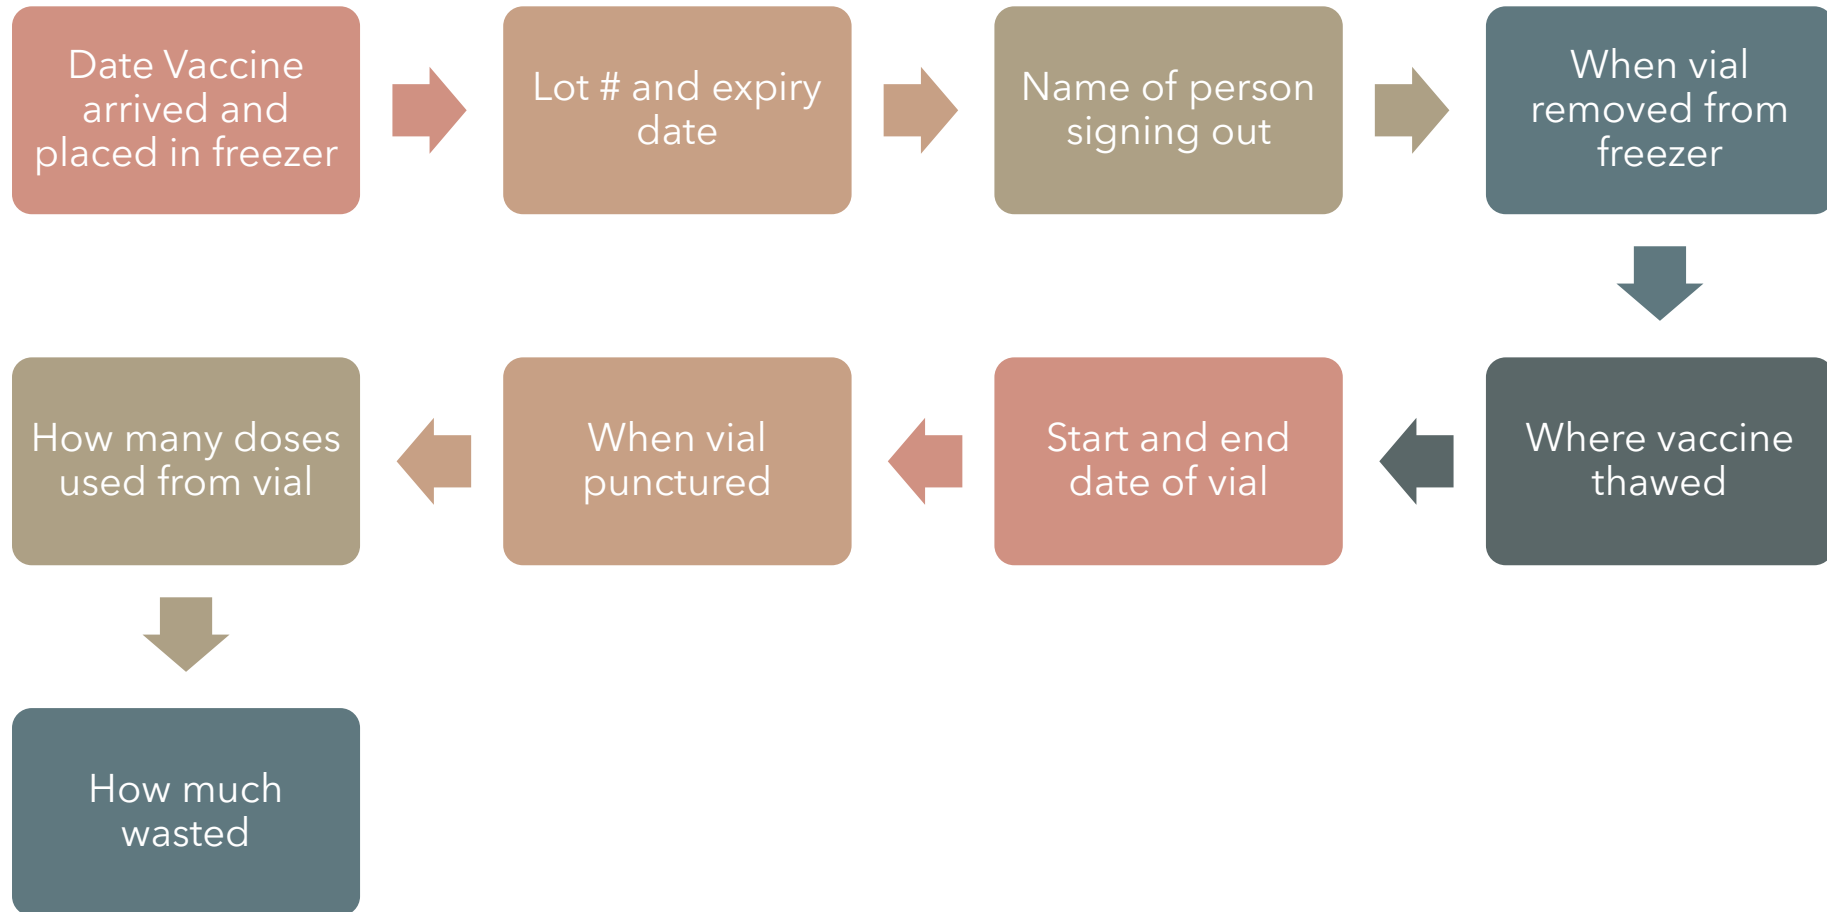 Date Vaccine
arrived and
placed in freezer
Lot # and expiry
date
Name of person
signing out
When vial
removed from
freezer
Where vaccine
thawed
Start and end
date of vial
When vial
punctured
How many doses
used from vial
How much
wasted